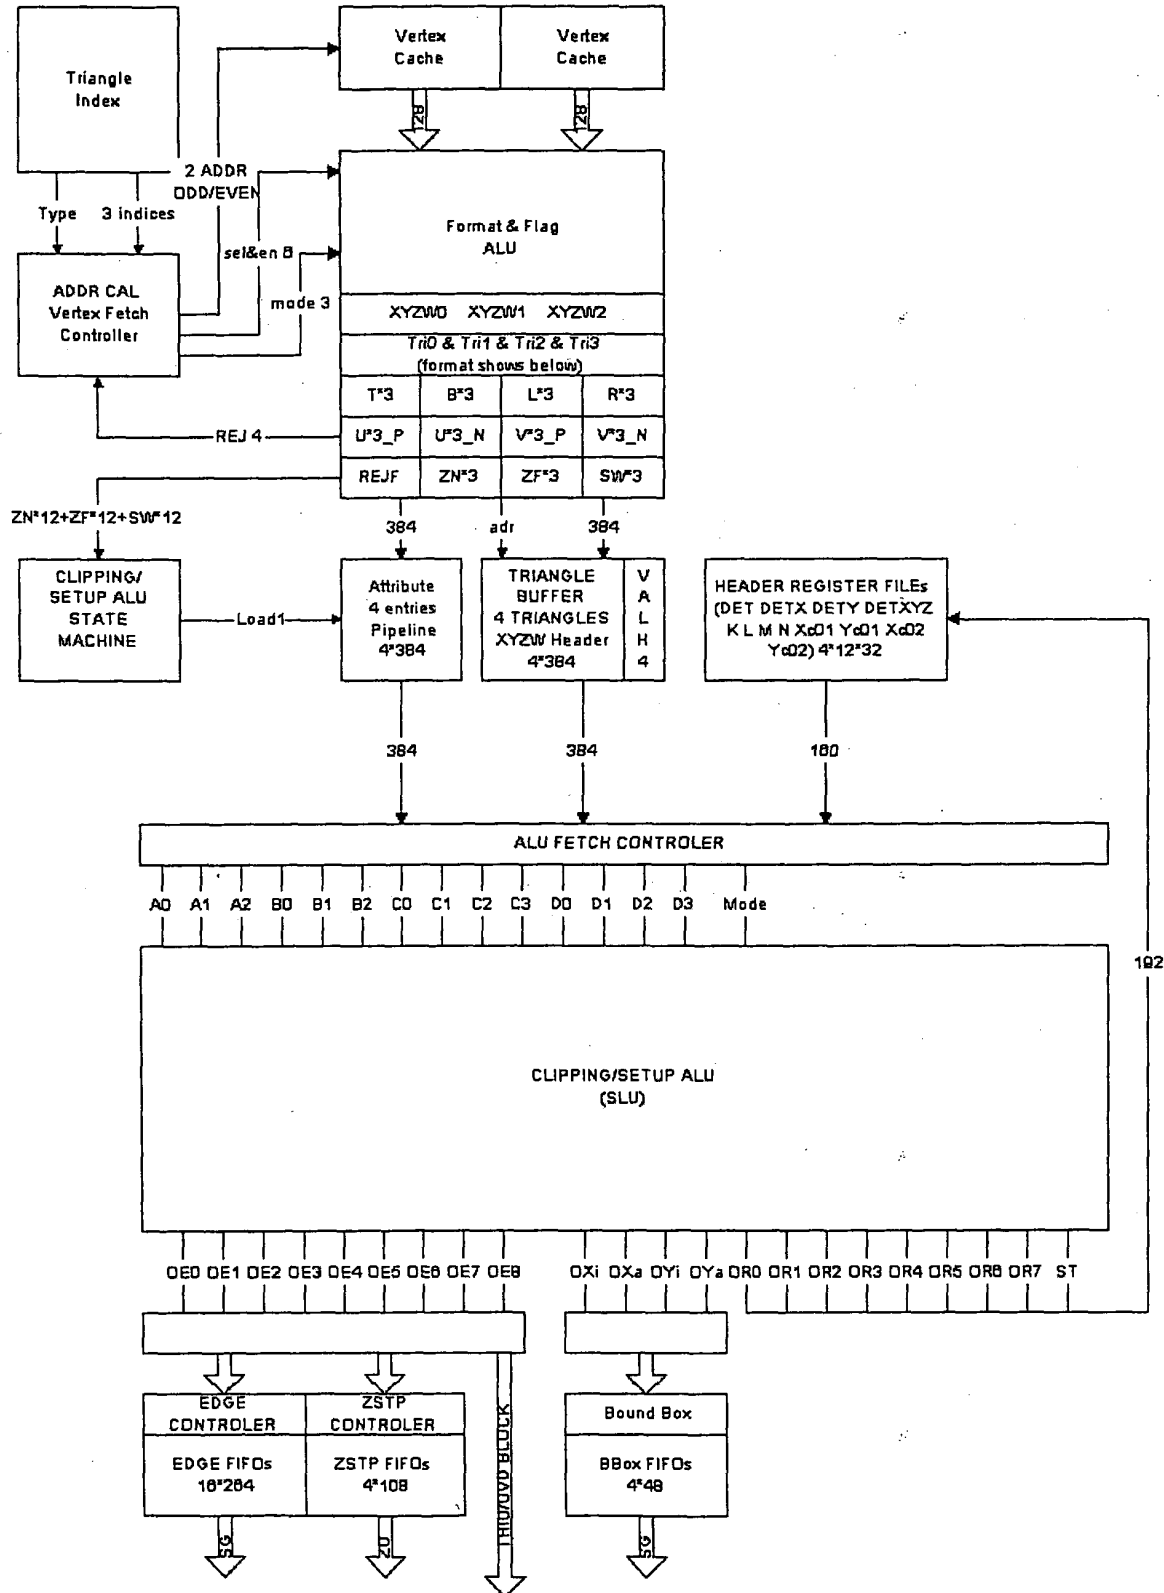 Vertex
Cache
Vertex
Cache
Triangle
Index
128
128
2 ADDR
ODD/EVEN
Type
3 indices
Format & Flag
ALU
sel&en 8
ADDR CAL
Vertex Fetch
Controller
mode 3
XYZW0 XYZW1 XYZW2
Tri0 & Tri1 & Tri2 & Tri3
(format shows below)
T*3 B*3 L*3 R*3
REJ 4
U*3_P U*3_N V*3_P V*3_N
REJF ZN*3 ZF*3 SW*3
ZN*12+ZF*12+SW*12
384
adr
384
CLIPPING/
SETUP ALU
STATE
MACHINE
Load1
Attribute
4 entries
Pipeline
4*384
TRIANGLE
BUFFER
4 TRIANGLES
XYZW Header
4*384
V
A
L
H
4
HEADER REGISTER FILEs
(DET DETX DETY DETXYZ
K L M N Xc01 Yc01 Xc02
Yc02) 4*12*32
384
384
160
ALU FETCH CONTROLER
A0 A1 A2 B0 B1 B2 C0 C1 C2 C3 D0 D1 D2 D3 Mode
192
CLIPPING/SETUP ALU
(SLU)
OE0 OE1 OE2 OE3 OE4 OE5 OE6 OE7 OE8 OXi OXa OYi OYa OR0 OR1 OR2 OR3 OR4 OR5 OR6 OR7 ST
EDGE
CONTROLER
ZSTP
CONTROLER
Bound Box
EDGE FIFOs
16*264
ZSTP FIFOs
4*108
BBox FIFOs
4*48
SG
BLOCK
SG